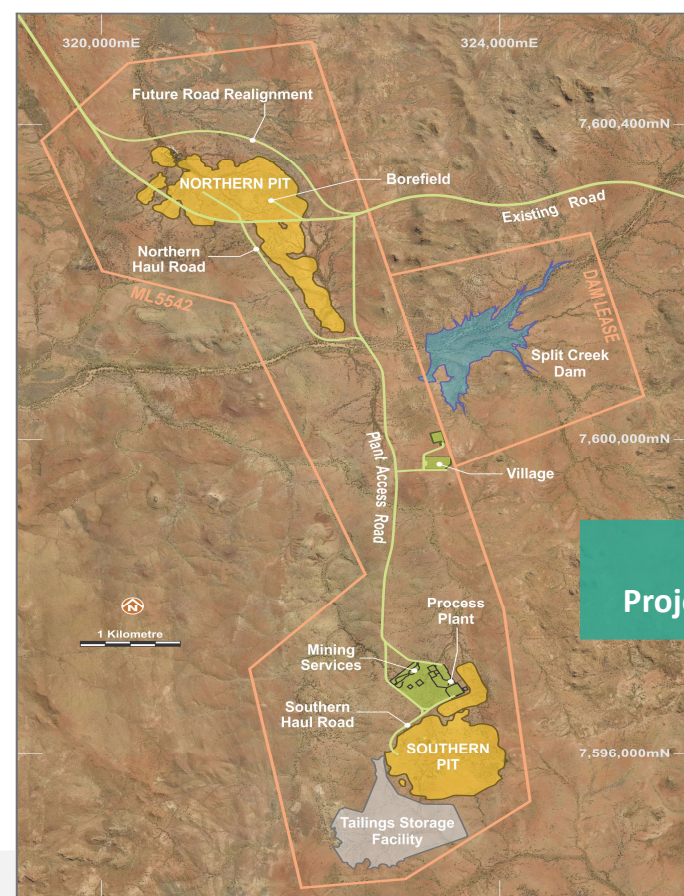 320,000mE
324,000mE
Future Road Realignment
7,600,400mN
NORTHERN PIT
Borefield
Existing Road
Northern
Haul Road
DAM LEASE
ML5542
Split Creek
Dam
7,600,000mN
Plant Access Road
Village
Proje
1 Kilometre
Process
Plant
Mining
Services
Southern
Haul Road
SOUTHERN
PIT
7,596,000mN
Tailings Storage
Facility